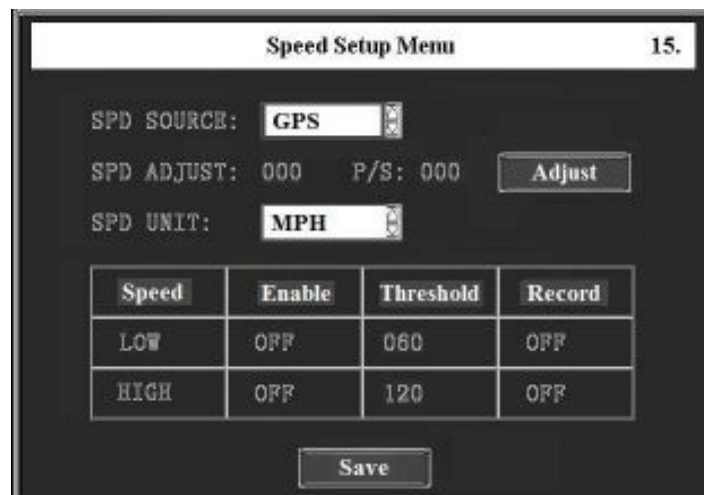 Speed Setup Menu 15.
SPD SOURCE: GPS
SPD ADJUST: 000 P/S: 000 Adjust
SPD UNIT: MPH
Speed Enable Threshold Record
LOW OFF 060 OFF
HIGH OFF 120 OFF
Save